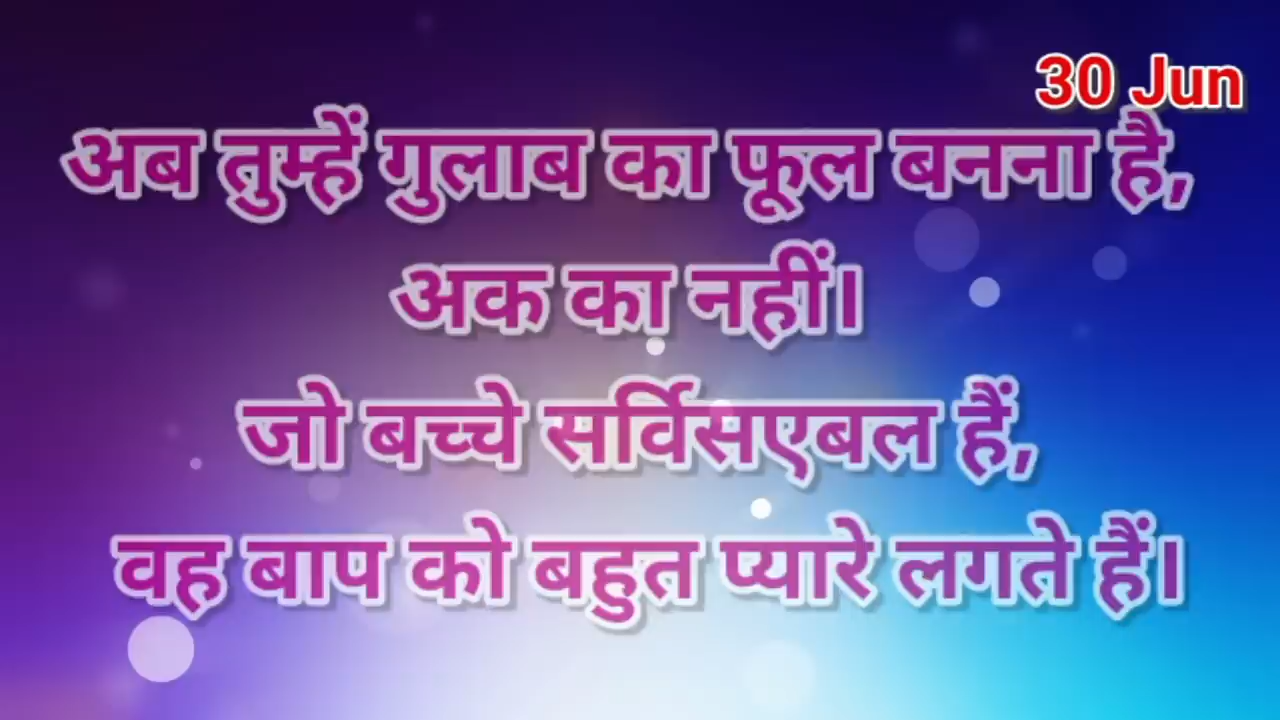 30 Jun
अब तुम्हें गुलाब का फूल बनना है,
अक का नहीं।
जो बच्चे सर्विसएबल हैं,
वह बाप को बहुत प्यारे लगते हैं।